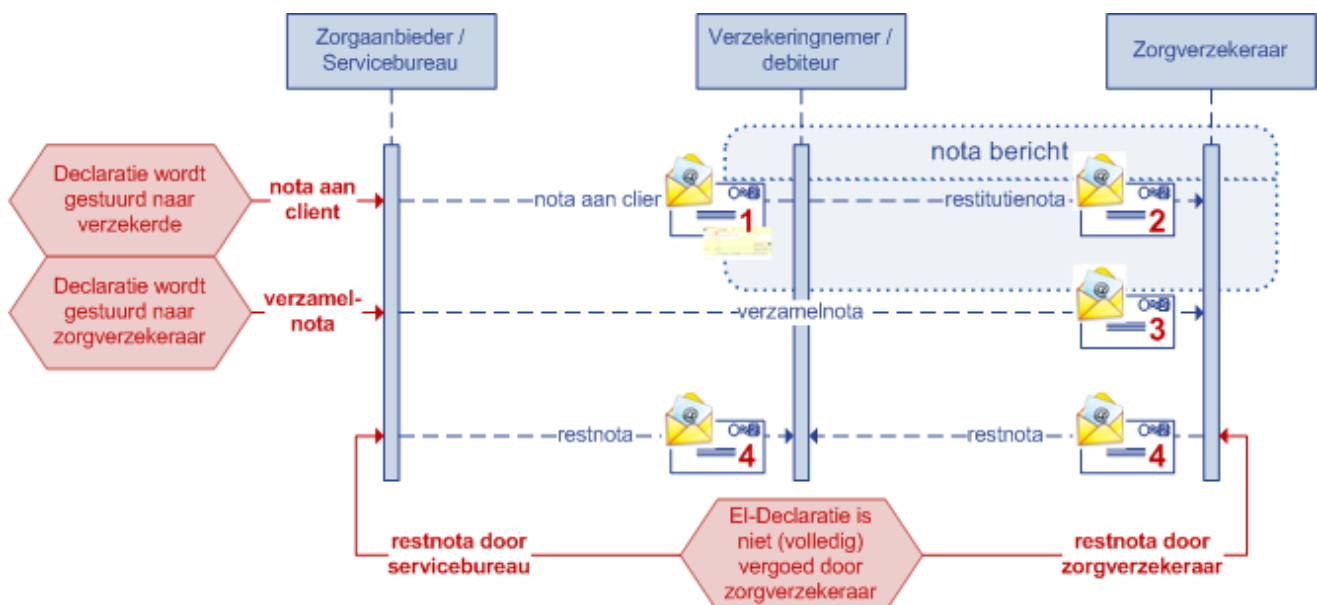 Zorgaanbieder /
Servicebureau
Verzekeringnemer /
debiteur
Zorgverzekeraar
nota bericht
Declaratie wordt
gestuurd naar
verzekerde
nota aan
client
nota aan clier
1
restitutienota
2
Declaratie wordt
gestuurd naar
zorgverzekeraar
verzamel-
nota
verzamelnota
3
restnota
4
restnota
4
restnota door
servicebureau
EI-Declaratie is
niet (volledig)
vergoed door
zorgverzekeraar
restnota door
zorgverzekeraar